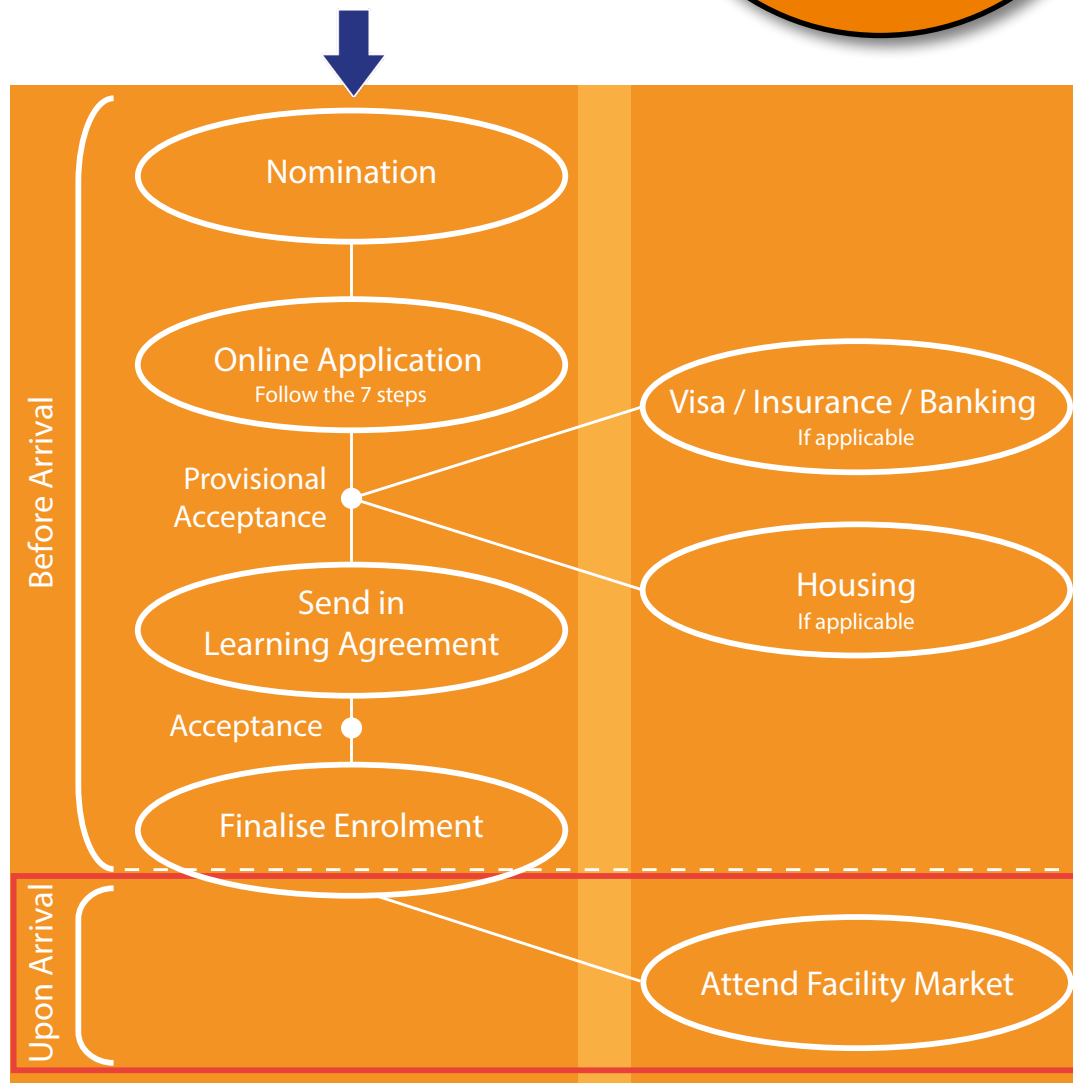 Nomination
Online Application
Follow the 7 steps
Visa / Insurance / Banking
If applicable
Provisional
Acceptance
Housing
If applicable
Send in
Learning Agreement
Acceptance
Finalise Enrolment
Before Arrival
Attend Facility Market
Upon Arrival